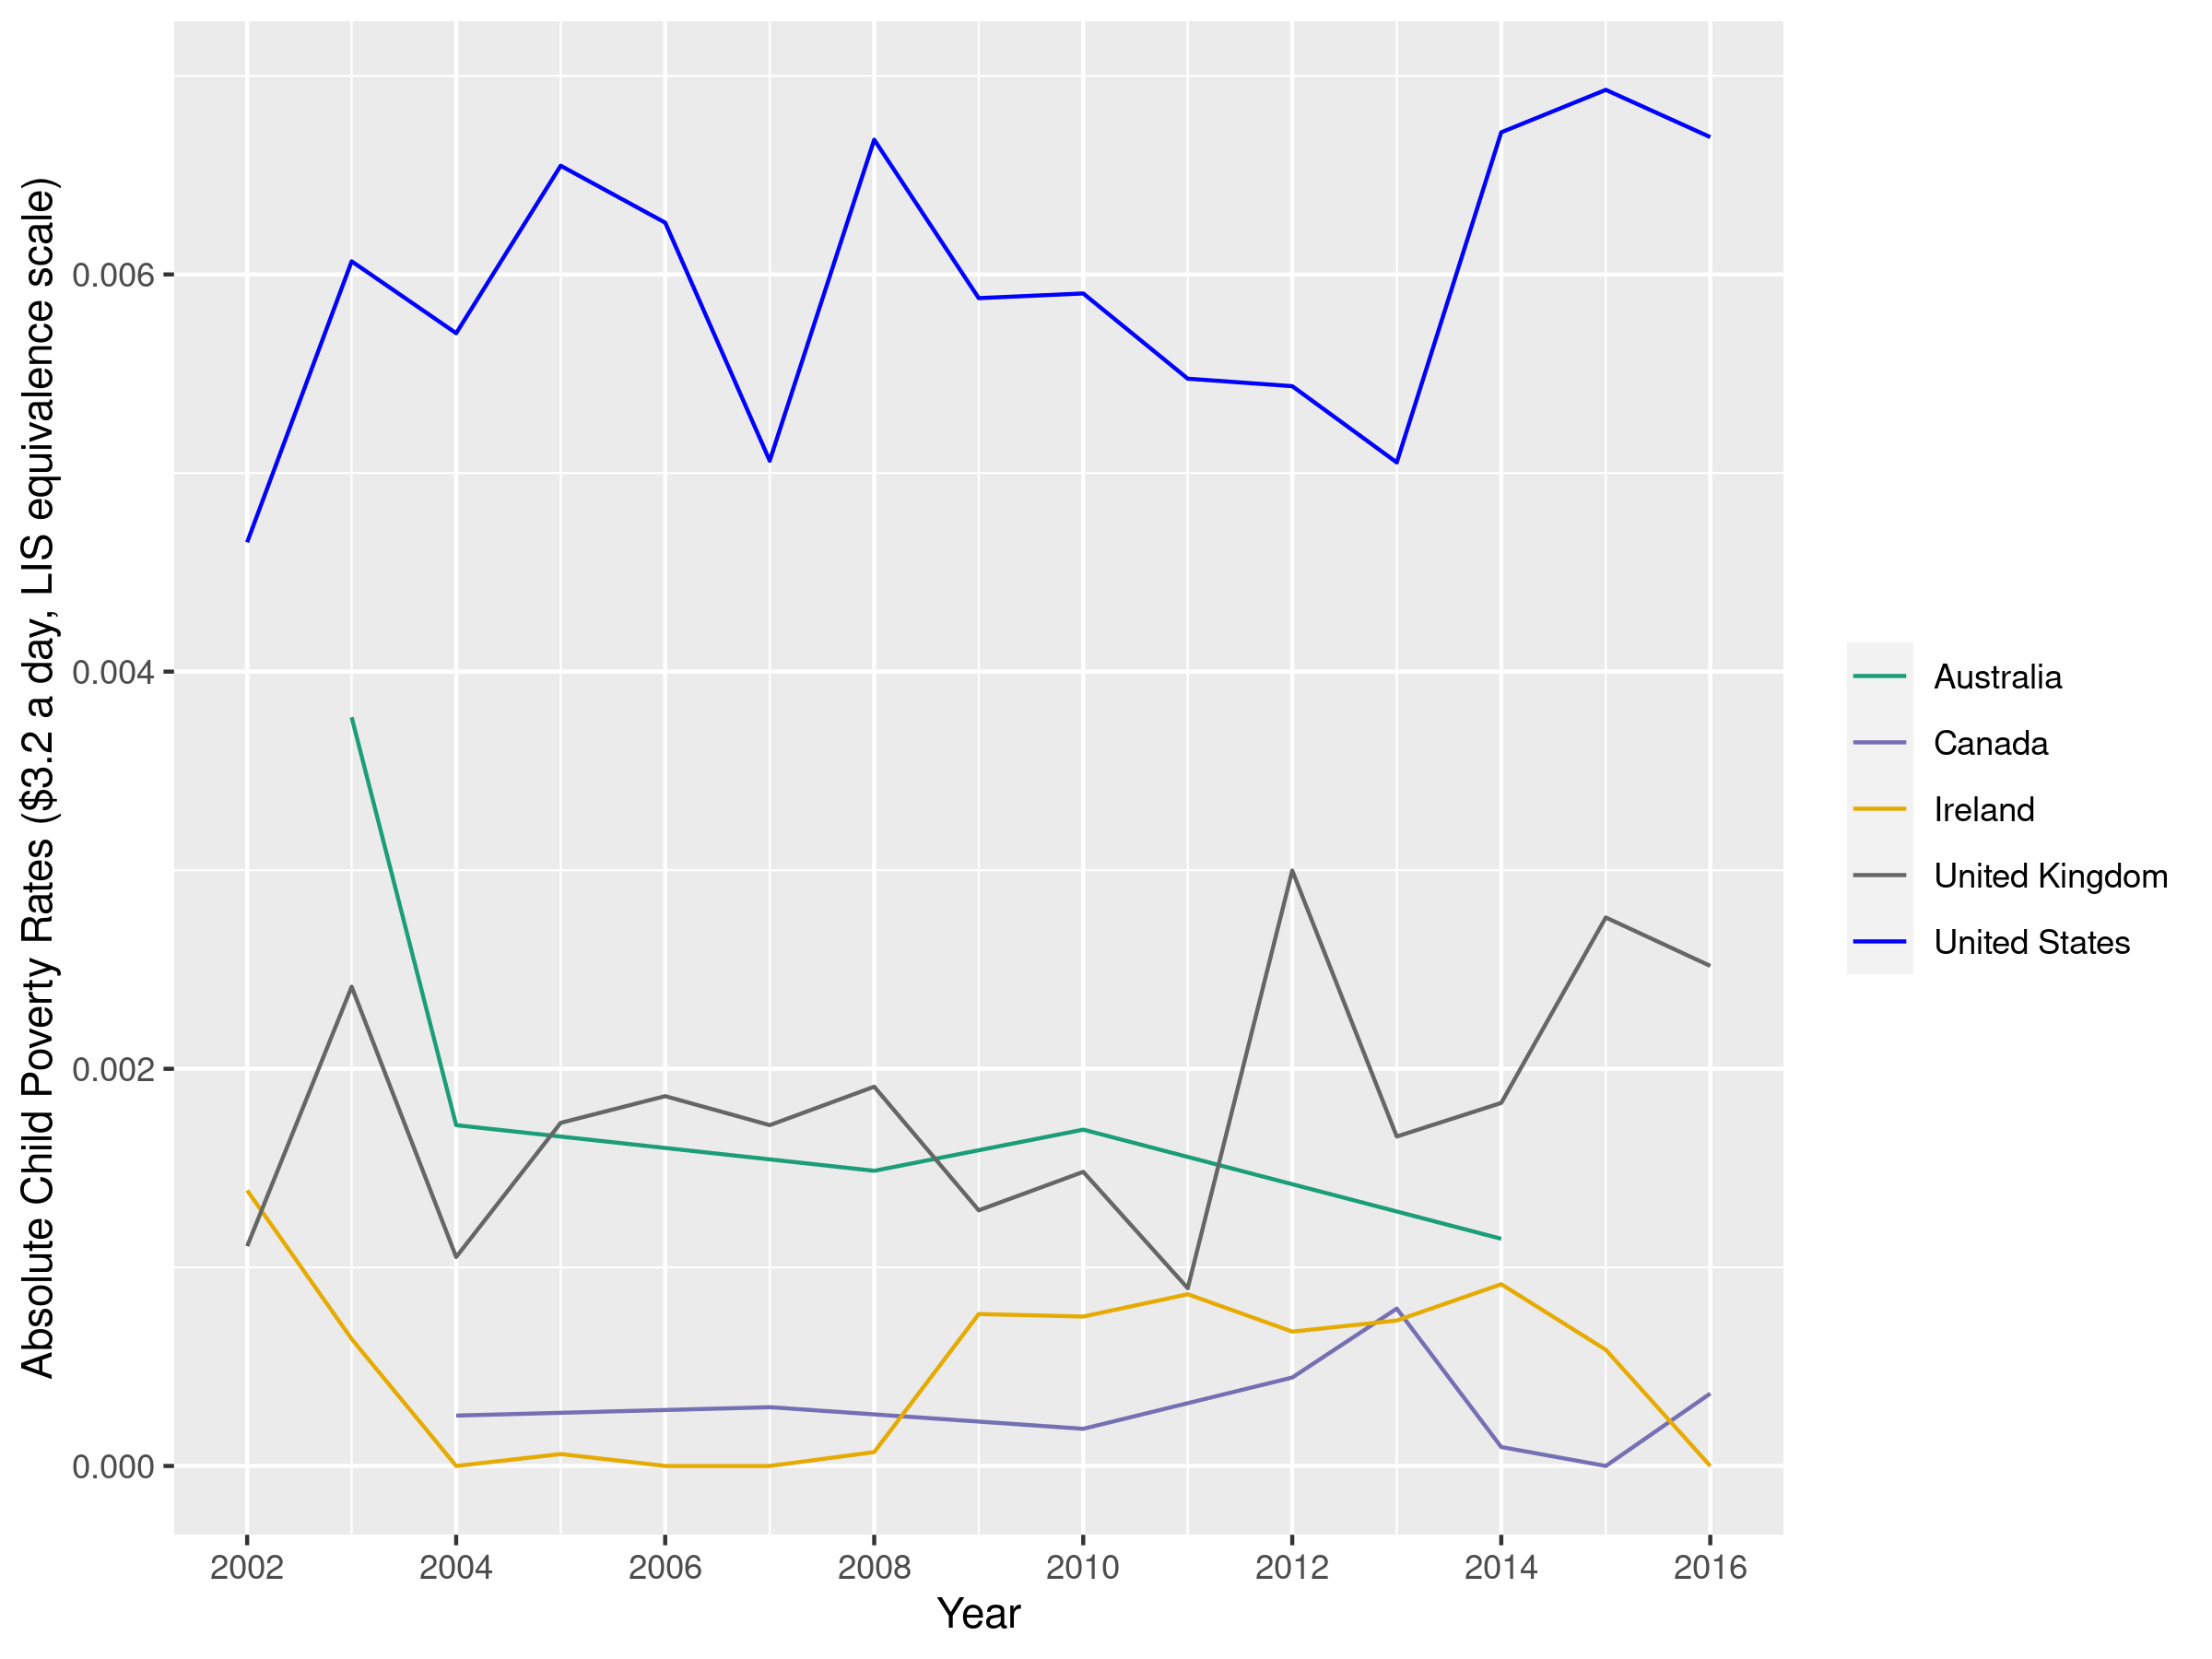 Absolute Child Poverty Rates ($3.2 a day, LIS equivalence scale)
0.006
0.004
0.002
0.000
2002 2004 2006 2008 2010 2012 2014 2016
Year
Australia
Canada
Ireland
United Kingdom
United States